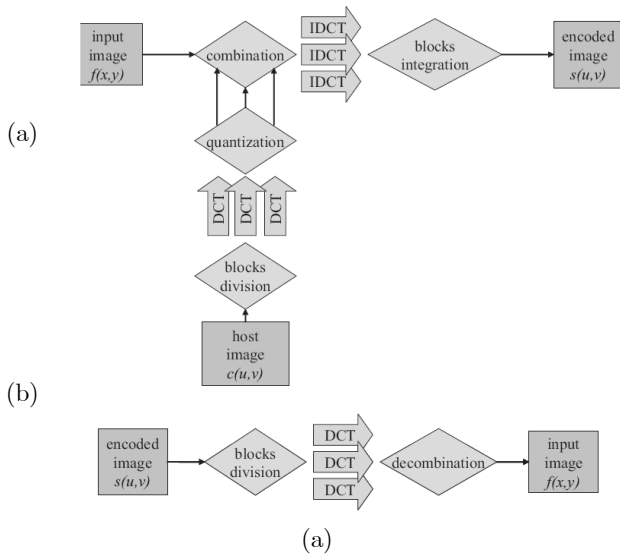 input
image
f(x,y)
combination
IDCT
IDCT
IDCT
blocks
integration
encoded
image
s(u,v)
(a)
quantization
DCT
DCT
DCT
blocks
division
host
image
c(u,v)
(b)
encoded
image
s(u,v)
blocks
division
DCT
DCT
DCT
decombination
input
image
f(x,y)
(a)